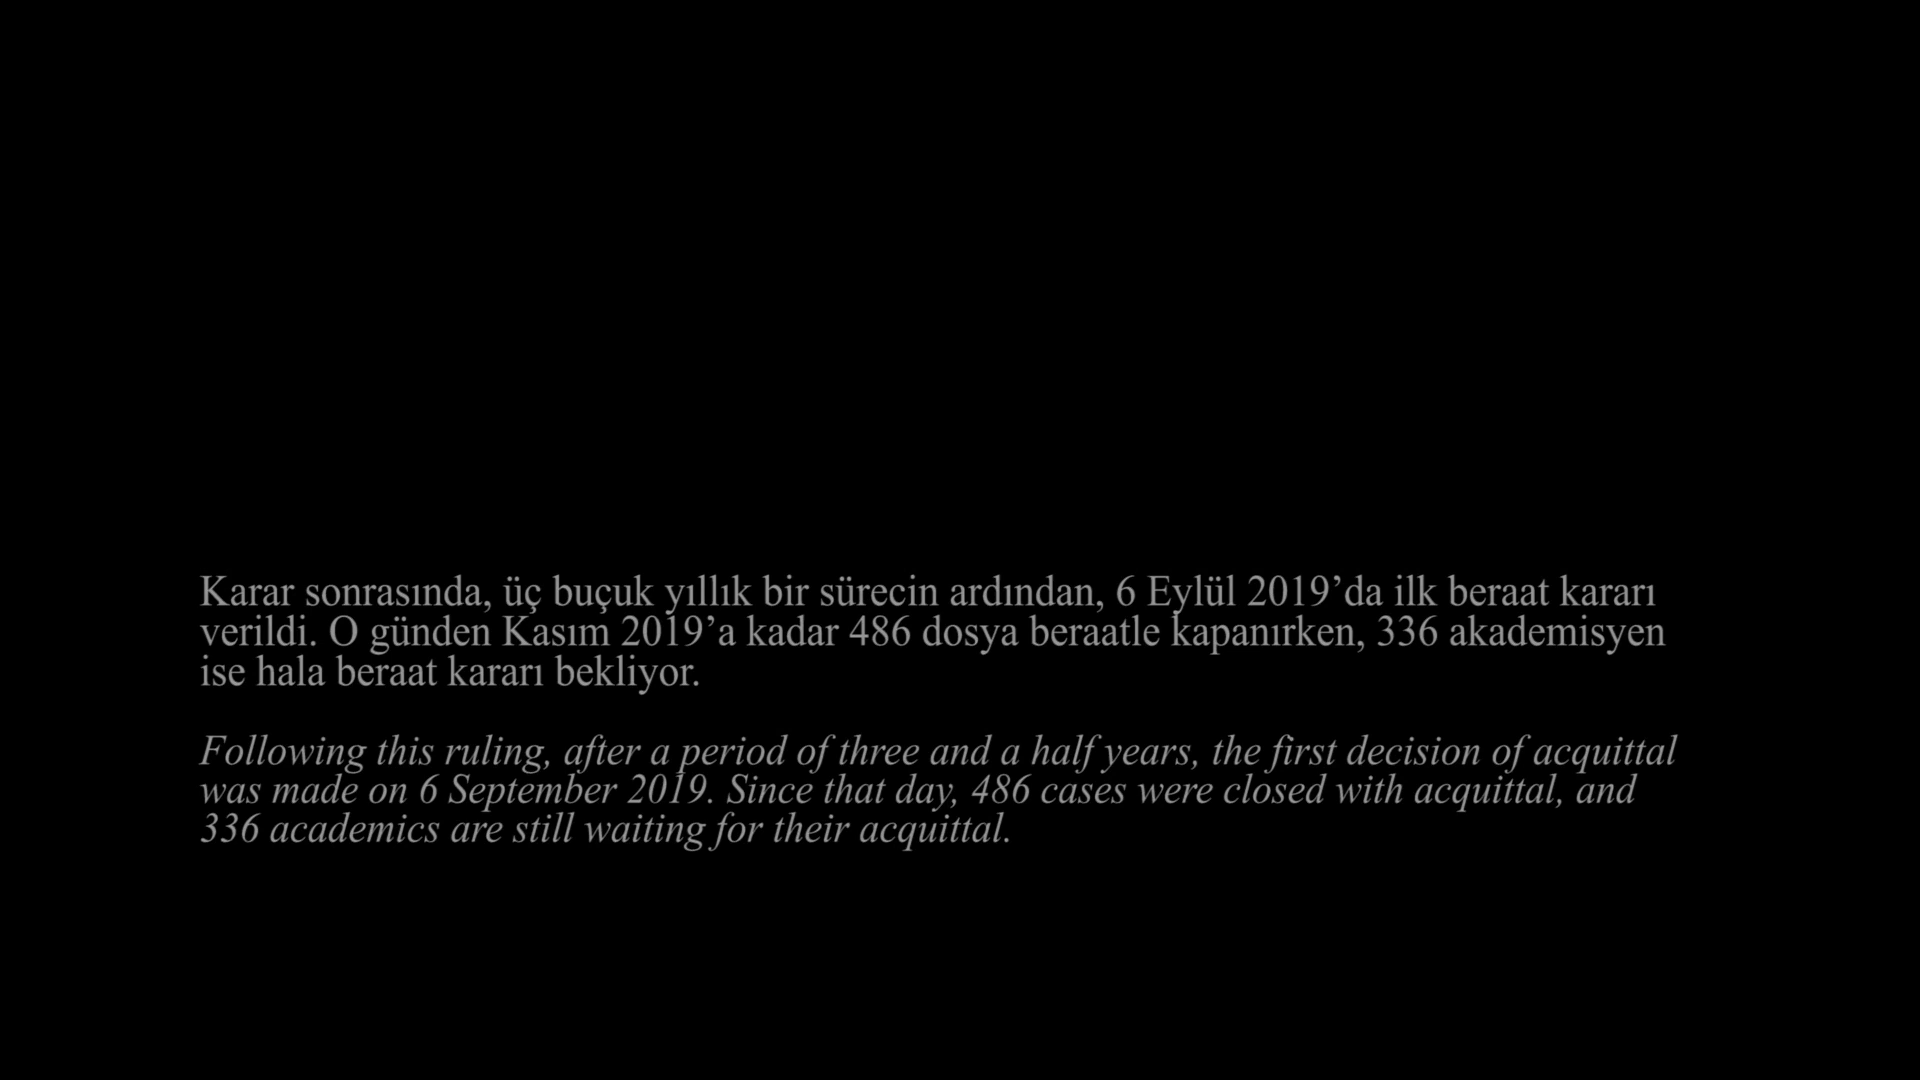 Karar sonrasında, üç buçuk yıllık bir sürecin ardından, 6 Eylül 2019’da ilk beraat kararı
verildi. O günden Kasım 2019’a kadar 486 dosya beraatle kapanırken, 336 akademisyen
ise hala beraat kararı bekliyor.
Following this ruling, after a period of three and a half years, the first decision of acquittal
was made on 6 September 2019. Since that day, 486 cases were closed with acquittal, and
336 academics are still waiting for their acquittal.